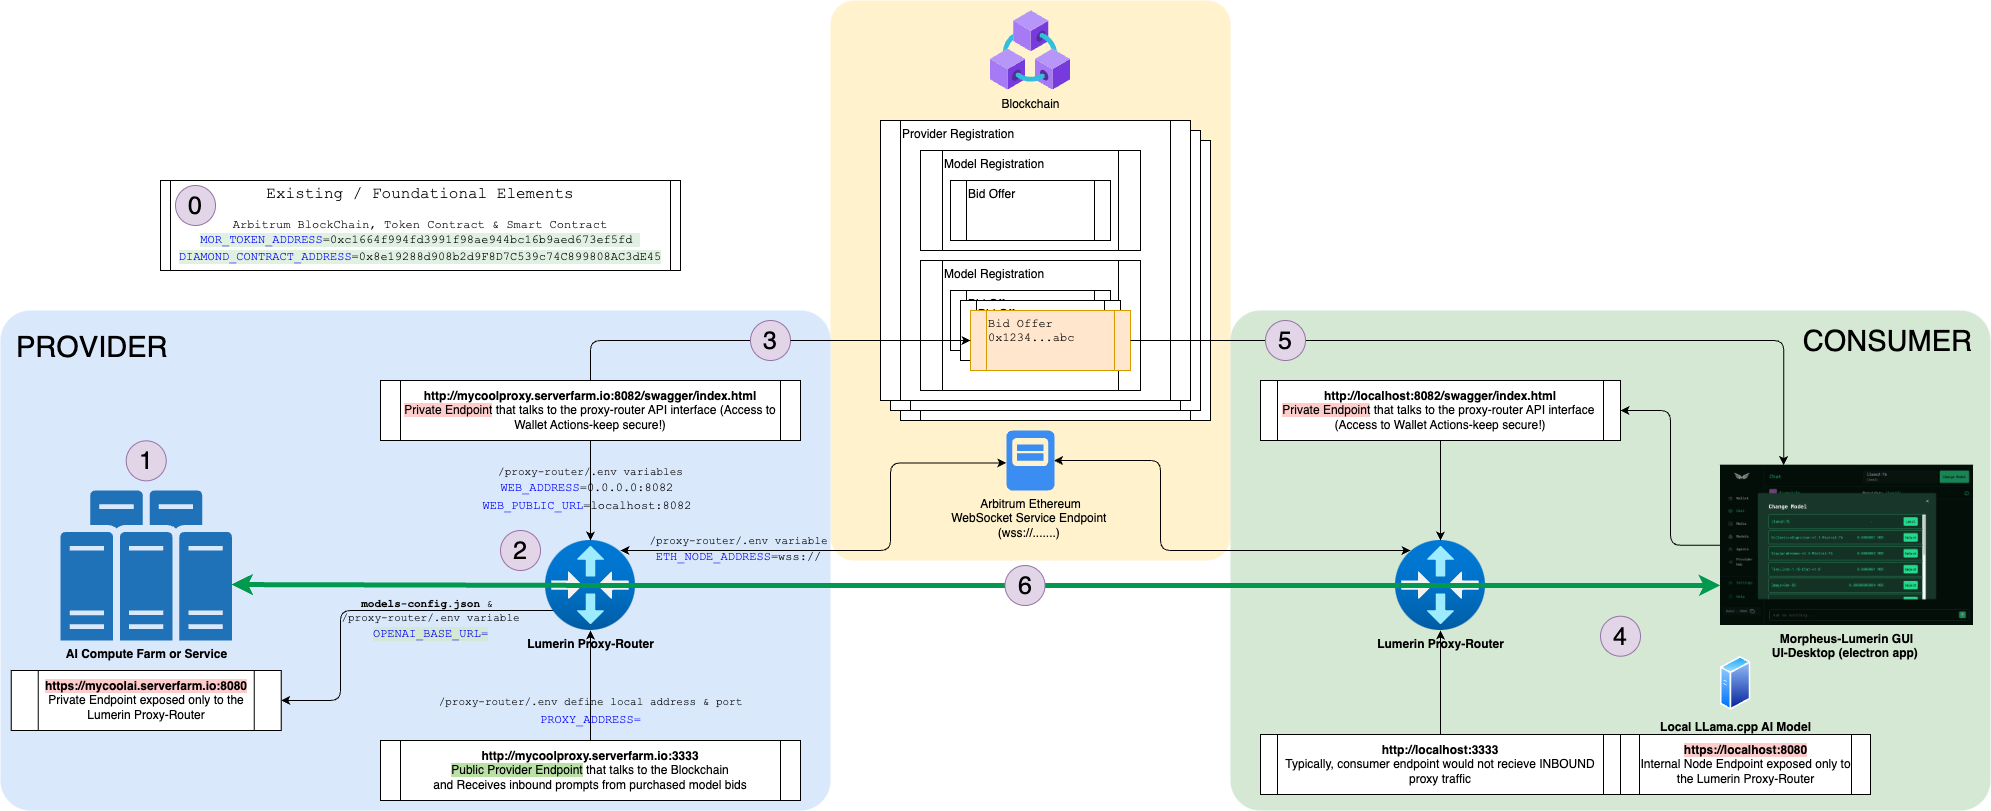 Blockchain
Provider Registration
Model Registration
Bid Offer
Model Registration
Bid Offer
0x1234...abc
0
Existing / Foundational Elements
Arbitrum BlockChain, Token Contract & Smart Contract
MOR_TOKEN_ADDRESS=0xc1664f994fd3991f98ae944bc16b9aed673ef5fd
DIAMOND_CONTRACT_ADDRESS=0x8e19288d908b2d9F8D7C539c74C899808AC3dE45
PROVIDER
3
5
CONSUMER
http://mycoolproxy.serverfarm.io:8082/swagger/index.html
Private Endpoint that talks to the proxy-router API interface (Access to
Wallet Actions-keep secure!)
http://localhost:8082/swagger/index.html
Private Endpoint that talks to the proxy-router API interface
(Access to Wallet Actions-keep secure!)
1
/proxy-router/.env variables
WEB_ADDRESS=0.0.0.0:8082
WEB_PUBLIC_URL=localhost:8082
Arbitrum Ethereum
WebSocket Service Endpoint
(wss://.......)
2
/proxy-router/.env variable
ETH_NODE_ADDRESS=wss://
6
Change Model
models-config.json &
/proxy-router/.env variable
OPENAI_BASE_URL=
AI Compute Farm or Service
Lumerin Proxy-Router
Lumerin Proxy-Router
4
Morpheus-Lumerin GUI
UI-Desktop (electron app)
https://mycoolai.serverfarm.io:8080
Private Endpoint exposed only to the
Lumerin Proxy-Router
/proxy-router/.env define local address & port
PROXY_ADDRESS=
Local LLama.cpp AI Model
http://mycoolproxy.serverfarm.io:3333
Public Provider Endpoint that talks to the Blockchain
and Receives inbound prompts from purchased model bids
http://localhost:3333
Typically, consumer endpoint would not recieve INBOUND
proxy traffic
https://localhost:8080
Internal Node Endpoint exposed only to
the Lumerin Proxy-Router